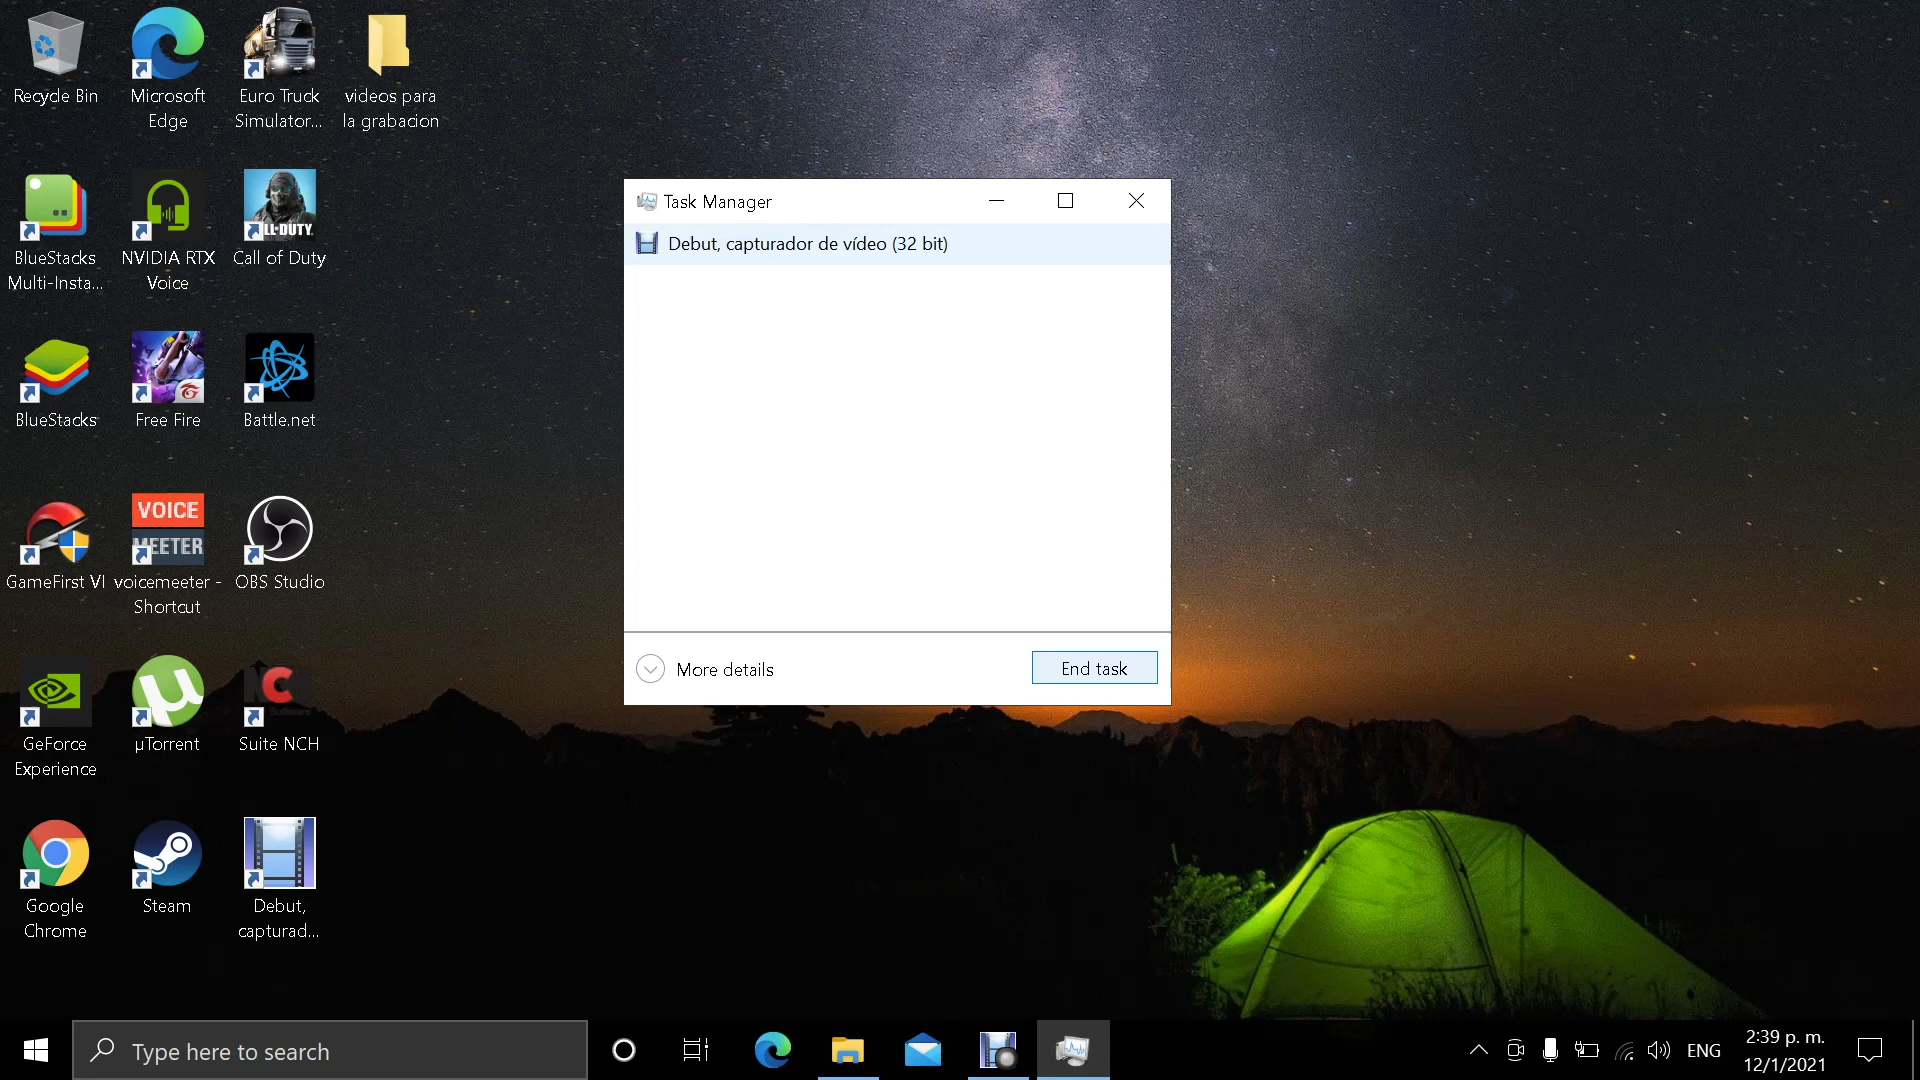 Recycle Bin
Microsoft
Edge
Euro Truck
Simulator...
videos para
la grabacion
BlueStacks
Multi-Insta...
NVIDIA RTX
Voice
LL-DUTY.
Call of Duty
BlueStacks
Free Fire
Battle.net
GameFirst VI
VOICE
MEETER
voicemeeter -
Shortcut
OBS Studio
GeForce
Experience
µTorrent
Suite NCH
Google
Chrome
Steam
Debut,
capturad...
Task Manager
Debut, capturador de vídeo (32 bit)
More details
End task
Type here to search
ENG
2:39 p. m.
12/1/2021